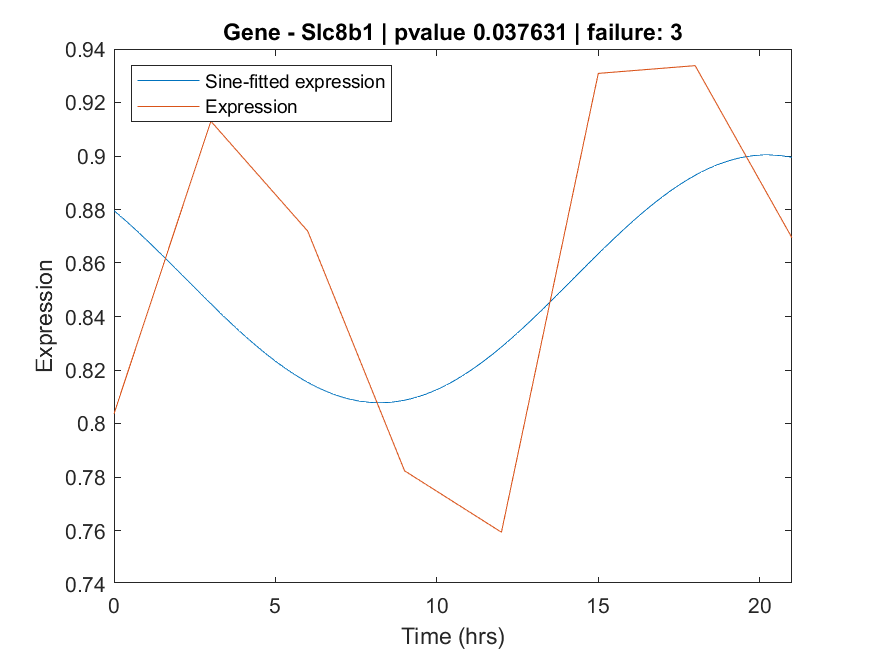 Gene - Slc8b1 | pvalue 0.037631 | failure: 3
0.94
0.92
0.9
0.88
0.86
0.84
0.82
0.8
0.78
0.76
0.74
Expression
Sine-fitted expression
Expression
0 5 10 15 20
Time (hrs)